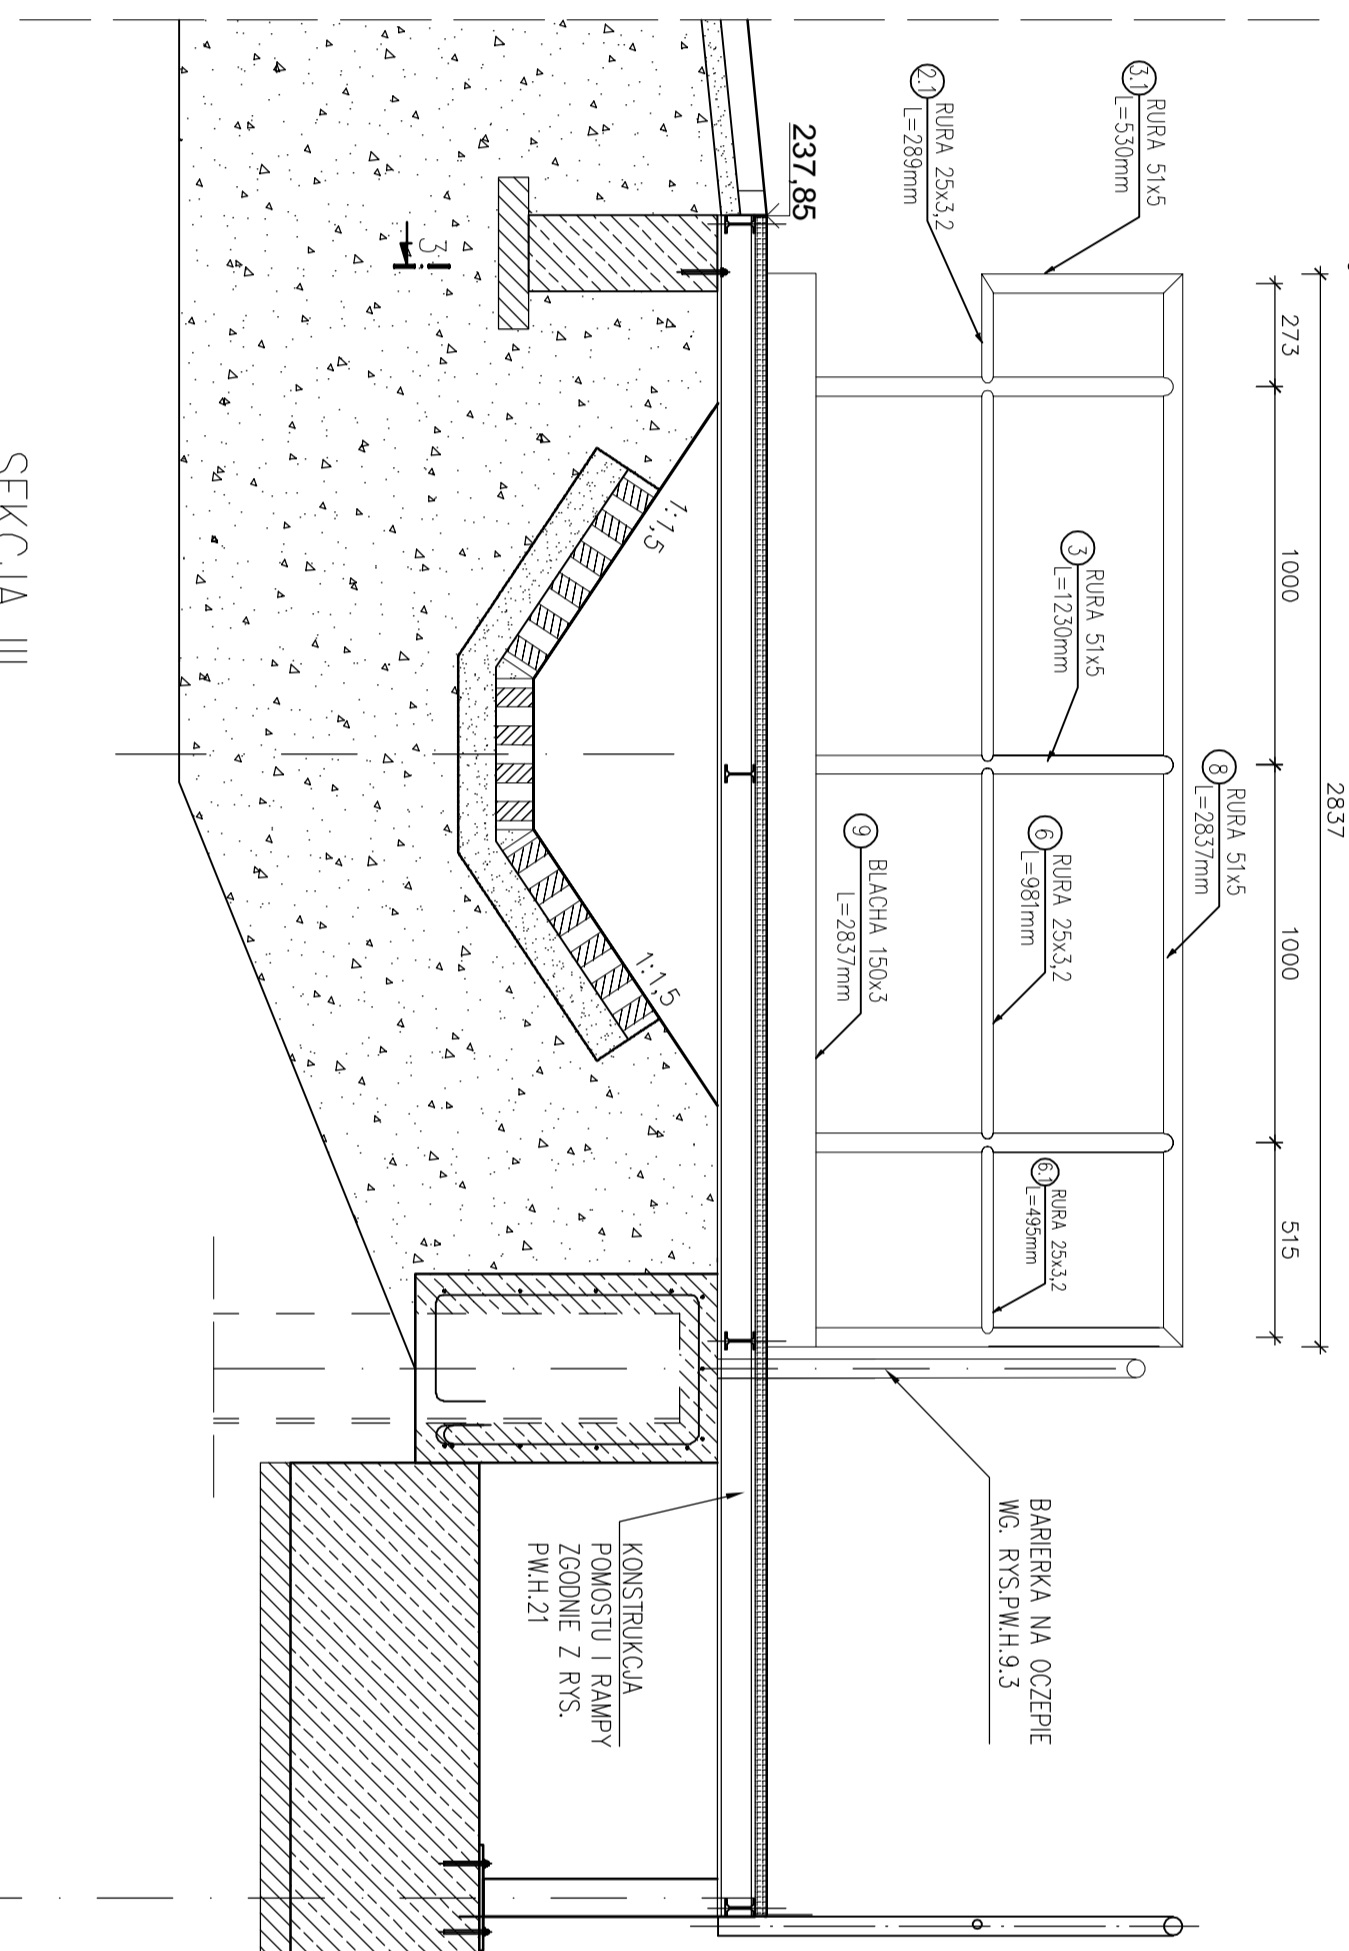 2837
273
1000
1000
515
3.1
RURA 51x5
L=530mm
2.1
RURA 25x3,2
L=289mm
3
RURA 51x5
L=1230mm
8
RURA 51x5
L=2837mm
6
RURA 25x3,2
L=981mm
9
BLACHA 150x3
L=2837mm
6.1
RURA 25x3,2
L=495mm
237,85
BARIERKA NA OCZEPIE
WG. RYS.PW.H.9.3
1:1,5
1:1,5
3
KONSTRUKCJA
POMOSTU I RAMPY
ZGODNIE Z RYS.
PW.H.21
SEKCJA III